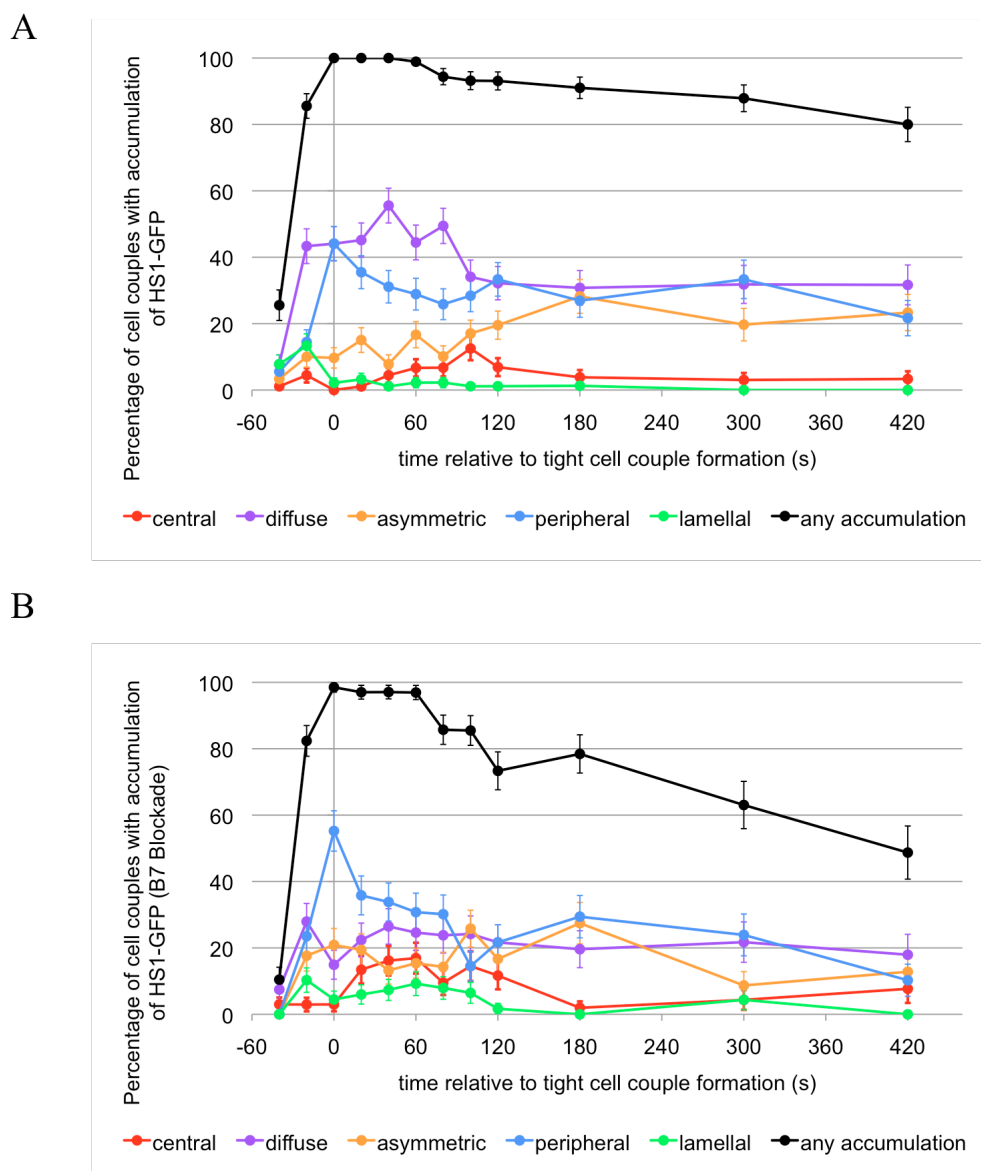 A
Percentage of cell couples with accumulation
of HS1-GFP
100
80
60
40
20
0
-60 0 60 120 180 240 300 360 420
time relative to tight cell couple formation (s)
central diffuse asymmetric peripheral lamellal any accumulation
B
Percentage of cell couples with accumulation
of HS1-GFP (B7 Blockade)
100
80
60
40
20
0
-60 0 60 120 180 240 300 360 420
time relative to tight cell couple formation (s)
central diffuse asymmetric peripheral lamellal any accumulation